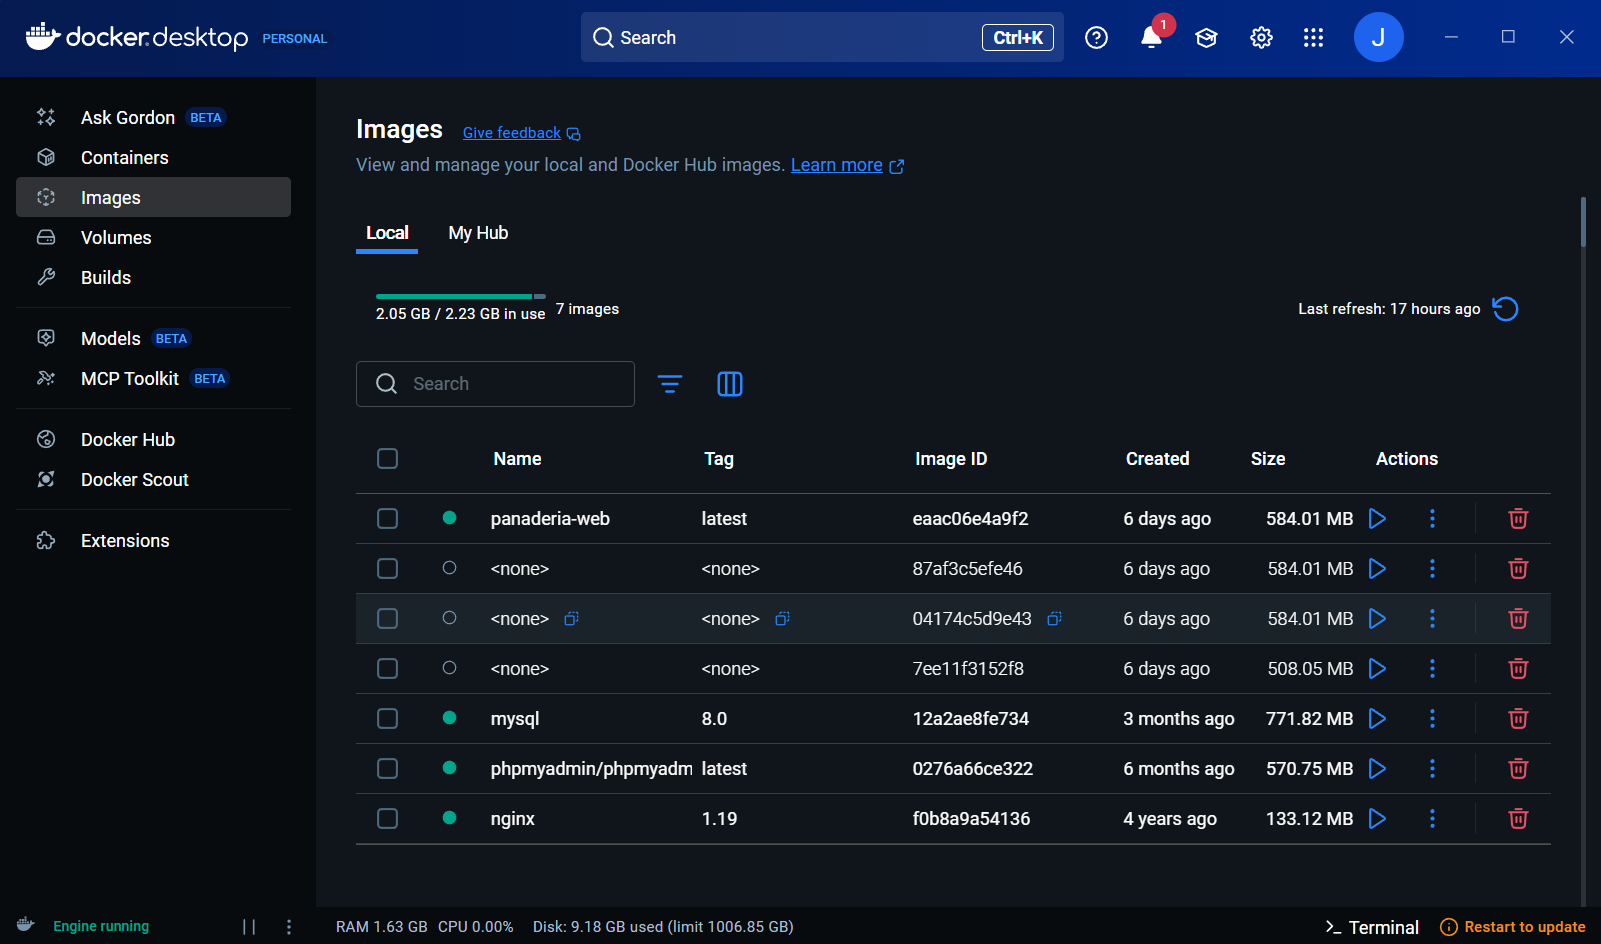 docker.desktop PERSONAL
Search
Ctrl+K
1
J
Ask Gordon BETA
Containers
Images
Volumes
Builds
Models BETA
MCP Toolkit BETA
Docker Hub
Docker Scout
Extensions
Images Give feedback
View and manage your local and Docker Hub images. Learn more
Local My Hub
2.05 GB / 2.23 GB in use 7 images
Last refresh: 17 hours ago
Search
Name Tag Image ID Created Size Actions
panaderia-web latest eaac06e4a9f2 6 days ago 584.01 MB
<none> <none> 87af3c5efe46 6 days ago 584.01 MB
<none> <none> 04174c5d9e43 6 days ago 584.01 MB
<none> <none> 7ee11f3152f8 6 days ago 508.05 MB
mysql 8.0 12a2ae8fe734 3 months ago 771.82 MB
phpmyadmin/phpmyadm latest 0276a66ce322 6 months ago 570.75 MB
nginx 1.19 f0b8a9a54136 4 years ago 133.12 MB
Engine running
RAM 1.63 GB CPU 0.00% Disk: 9.18 GB used (limit 1006.85 GB)
Terminal
Restart to update